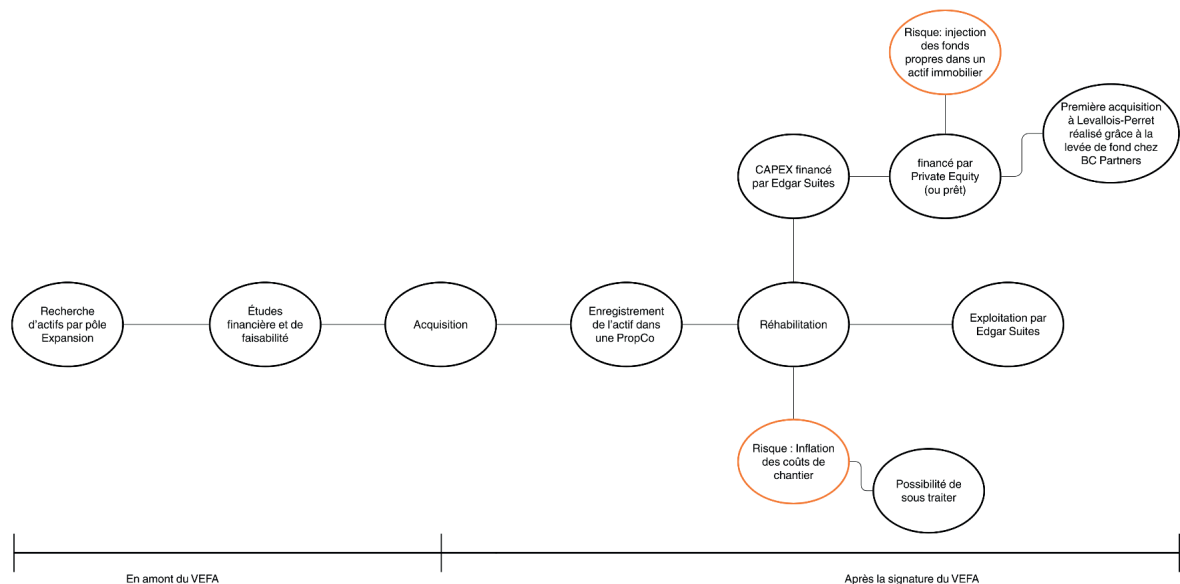 Risque: injection
des fonds
propres dans un
actif immobilier
Première acquisition
à Levallois-Perret
réalisé grâce à la
levée de fond chez
BC Partners
CAPEX financé
par Edgar Suites
financé par
Private Equity
(ou prêt)
Recherche
d'actifs par pôle
Expansion
Études
financière et de
faisabilité
Acquisition
Enregistrement
de l'actif dans
une PropCo
Réhabilitation
Exploitation par
Edgar Suites
Risque : Inflation
des coûts de
chantier
Possibilité de
sous traiter
En amont du VEFA
Après la signature du VEFA